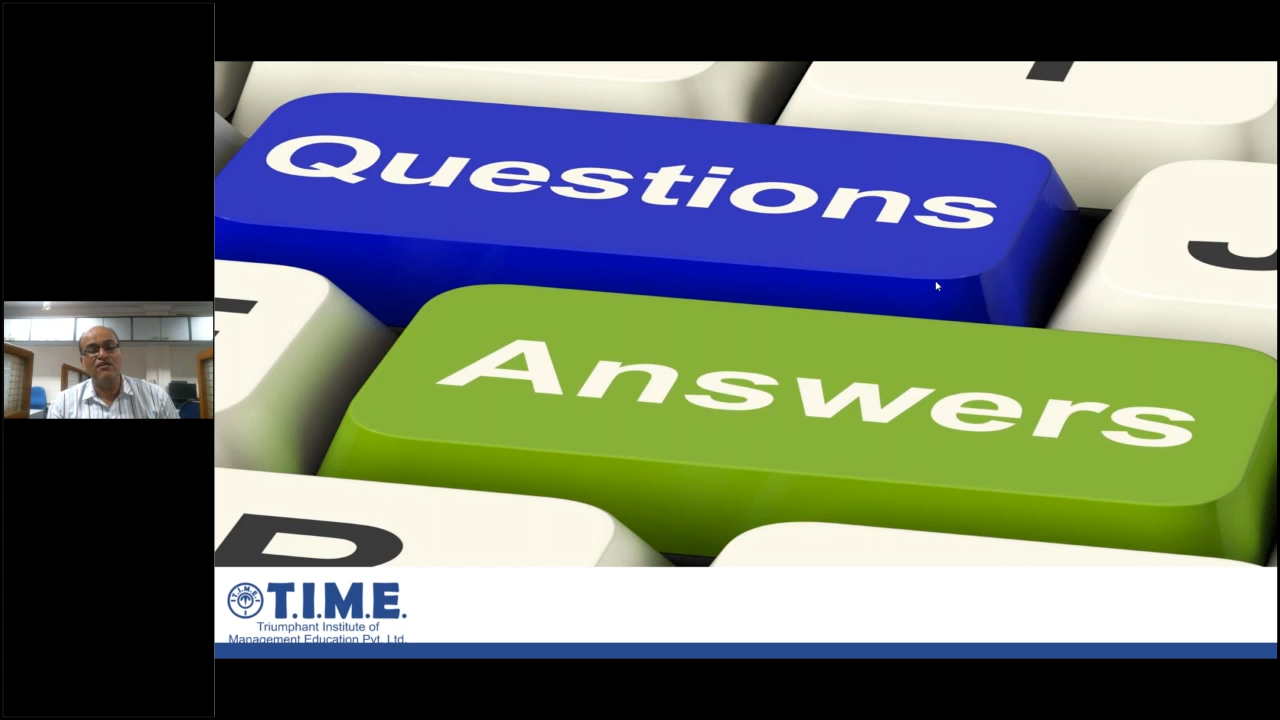 Questions
Answers
T.I.M.E.
Triumphant Institute of
Management Education Pvt. Ltd.